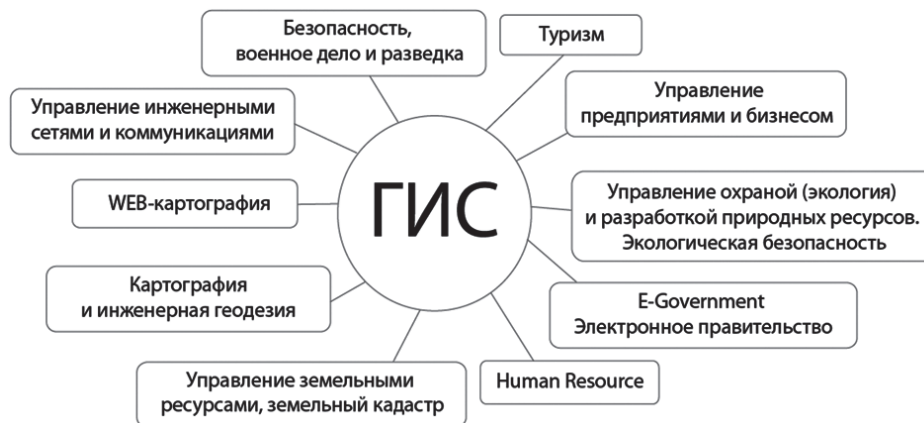 Безопасность,
военное дело и разведка
Туризм
Управление инженерными
сетями и коммуникациями
Управление
предприятиями и бизнесом
WEB-картография
ГИС
Управление охраной (экология)
и разработкой природных ресурсов.
Экологическая безопасность
Картография
и инженерная геодезия
E-Government
Электронное правительство
Управление земельными
ресурсами, земельный кадастр
Human Resource